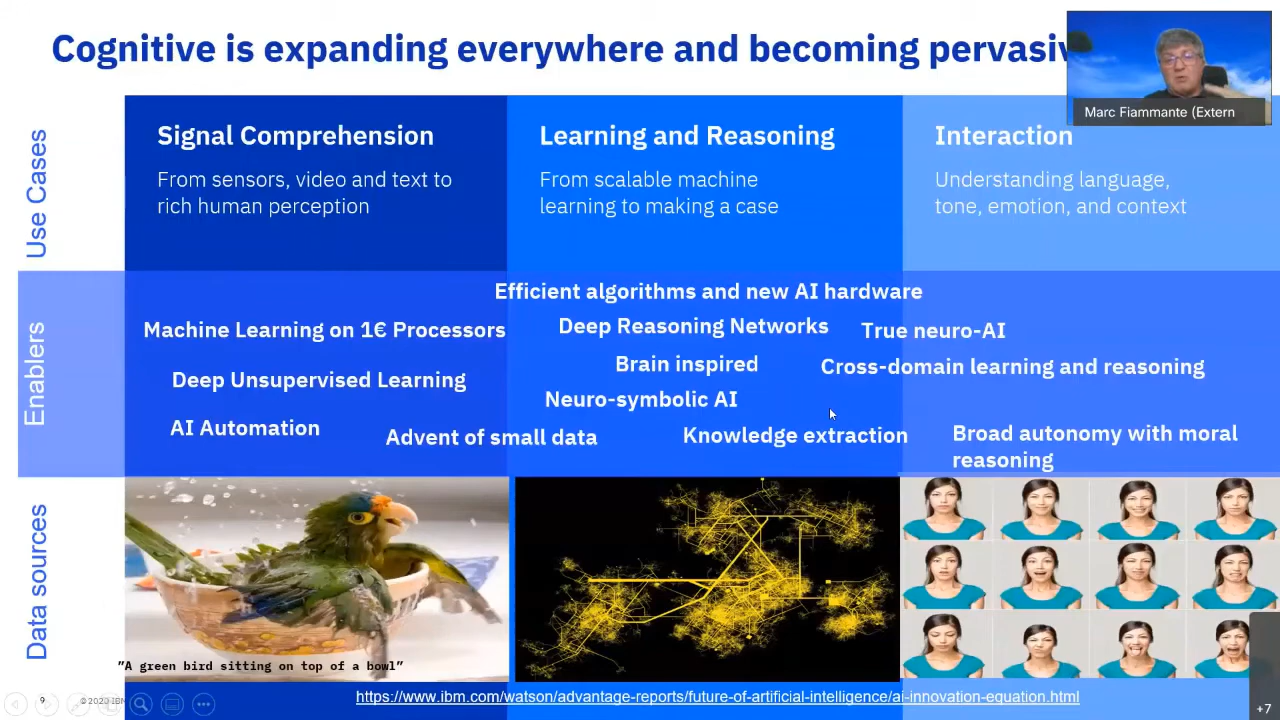 Cognitive is expanding everywhere and becoming
Marc Fiammante (Extern
Use Cases
Signal Comprehension
From sensors, video and text to
rich human perception
Learning and Reasoning
From scalable machine
learning to making a case
Interaction
Understanding language,
tone, emotion, and context
Enablers
Efficient algorithms and new AI hardware
Machine Learning on 1€ Processors
Deep Reasoning Networks
True neuro-AI
Brain inspired
Cross-domain learning and reasoning
Deep Unsupervised Learning
Neuro-symbolic AI
AI Automation
Advent of small data
Knowledge extraction
Broad autonomy with moral
reasoning
Data sources
"A green bird sitting on top of a bowl"
9
https://www.ibm.com/watson/advantage-reports/future-of-artificial-intelligence/ai-innovation-equation.html
+7